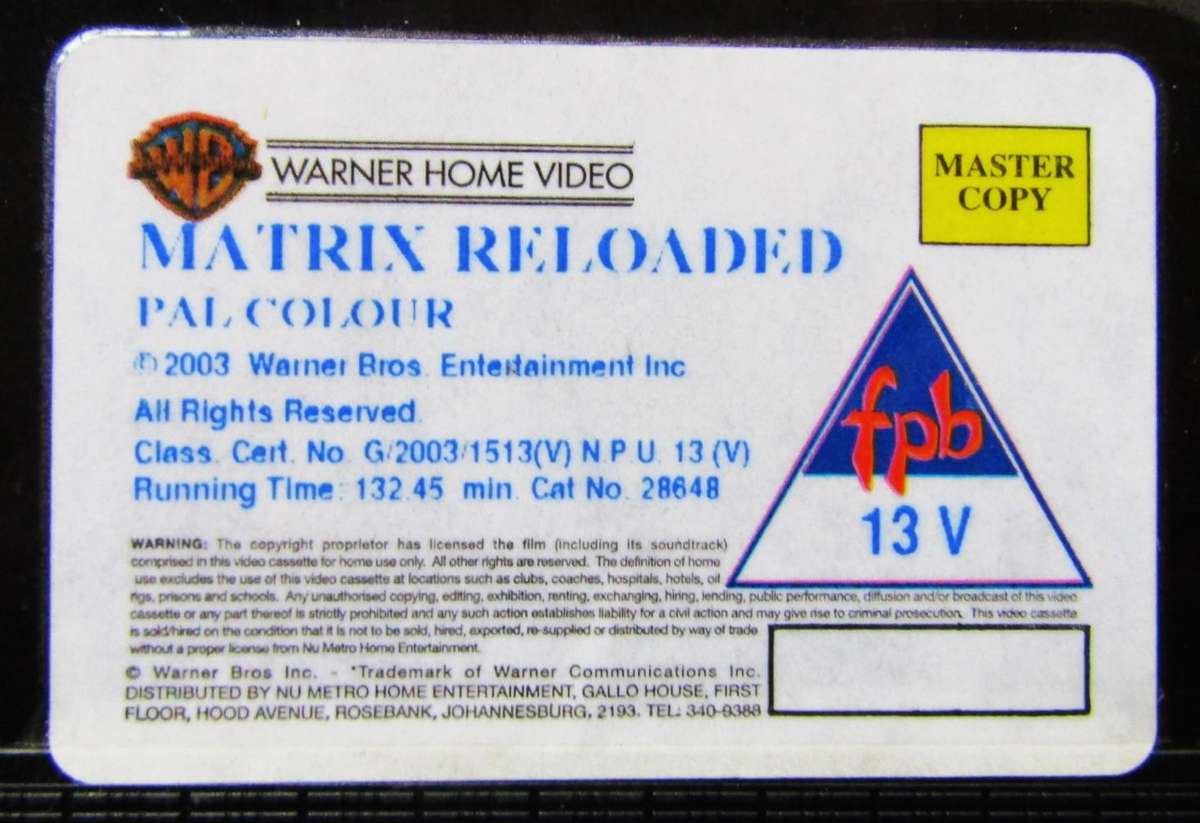 WARNER HOME VIDEO
MASTER
COPY
MATRIX RELOADED
PAL COLOUR
© 2003 Warner Bros. Entertainment Inc
All Rights Reserved.
Class. Cert. No. G/2003/1513(V) N.P.U. 13 (V)
Running Time: 132.45 min. Cat No. 28648
fpb
13 V
WARNING: The copyright proprietor has licensed the film (including its soundtrack)
comprised in this video cassette for home use only. All other rights are reserved. The definition of home
use excludes the use of this video cassette at locations such as clubs, coaches, hospitals, hotels, oil
rigs, prisons and schools. Any unauthorised copying, editing, exhibition, renting, exchanging, hiring, lending, public performance, diffusion and/or broadcast of this video
cassette or any part thereof is strictly prohibited and any such action establishes liability for a civil action and may give rise to criminal prosecution. This video cassette
is sold/hired on the condition that it is not to be sold, hired, exported, re-supplied or distributed by way of trade
without a proper license from Nu Metro Home Entertainment.
© Warner Bros Inc. - *Trademark of Warner Communications Inc.
DISTRIBUTED BY NU METRO HOME ENTERTAINMENT, GALLO HOUSE, FIRST
FLOOR, HOOD AVENUE, ROSEBANK, JOHANNESBURG, 2193. TEL: 340-9388